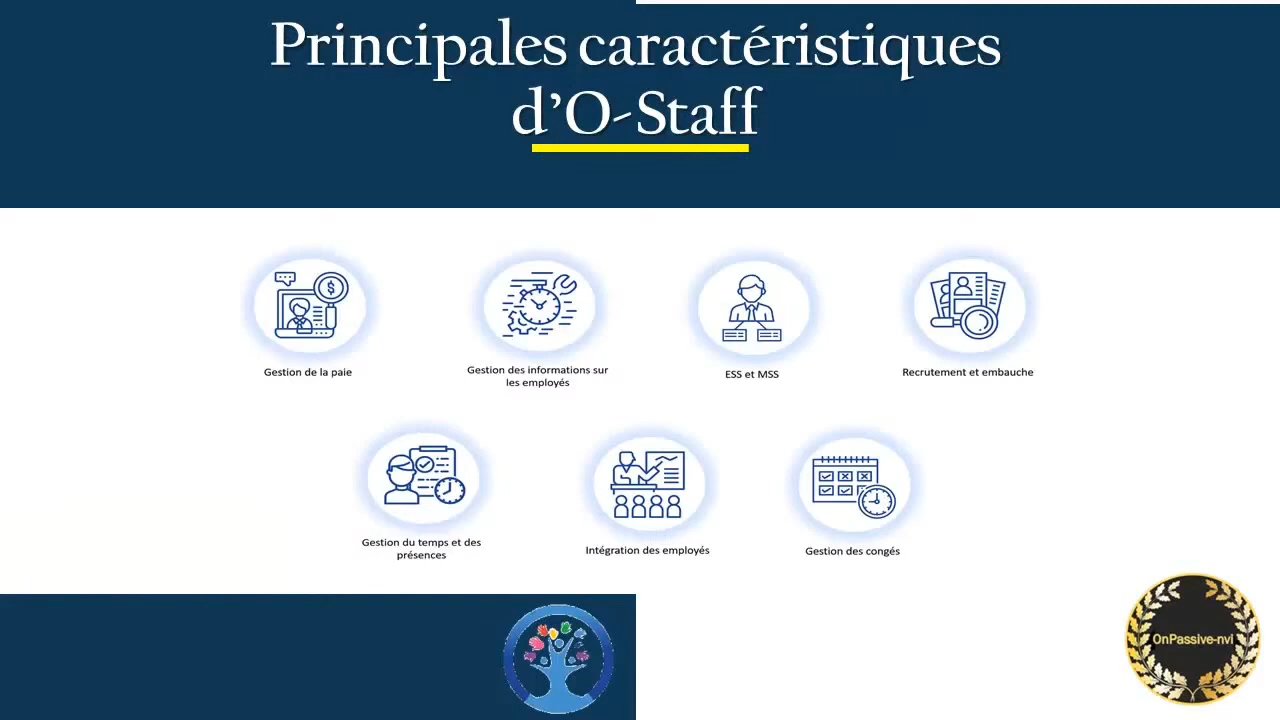 Principales caractéristiques
d’O-Staff
Gestion de la paie
Gestion des informations sur
les employés
ESS et MSS
Recrutement et embauche
Gestion du temps et des
présences
Intégration des employés
Gestion des congés
OnPassive-nvi